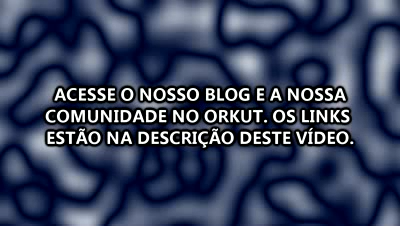 ACESSE O NOSSO BLOG E A NOSSA
COMUNIDADE NO ORKUT. OS LINKS
ESTÃO NA DESCRIÇÃO DESTE VÍDEO.